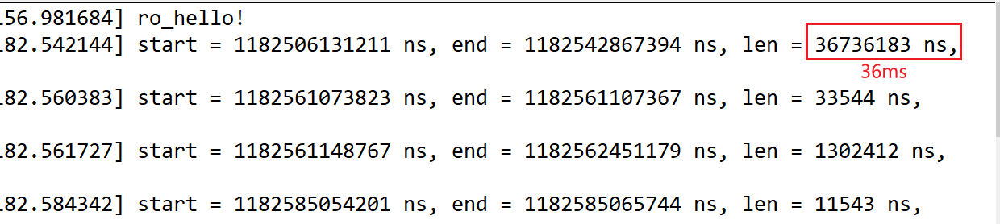 156.981684] ro_hello!
182.542144] start = 1182506131211 ns, end = 1182542867394 ns, len = 36736183 ns,
36ms
182.560383] start = 1182561073823 ns, end = 1182561107367 ns, len = 33544 ns,
182.561727] start = 1182561148767 ns, end = 1182562451179 ns, len = 1302412 ns,
182.584342] start = 1182585054201 ns, end = 1182585065744 ns, len = 11543 ns,